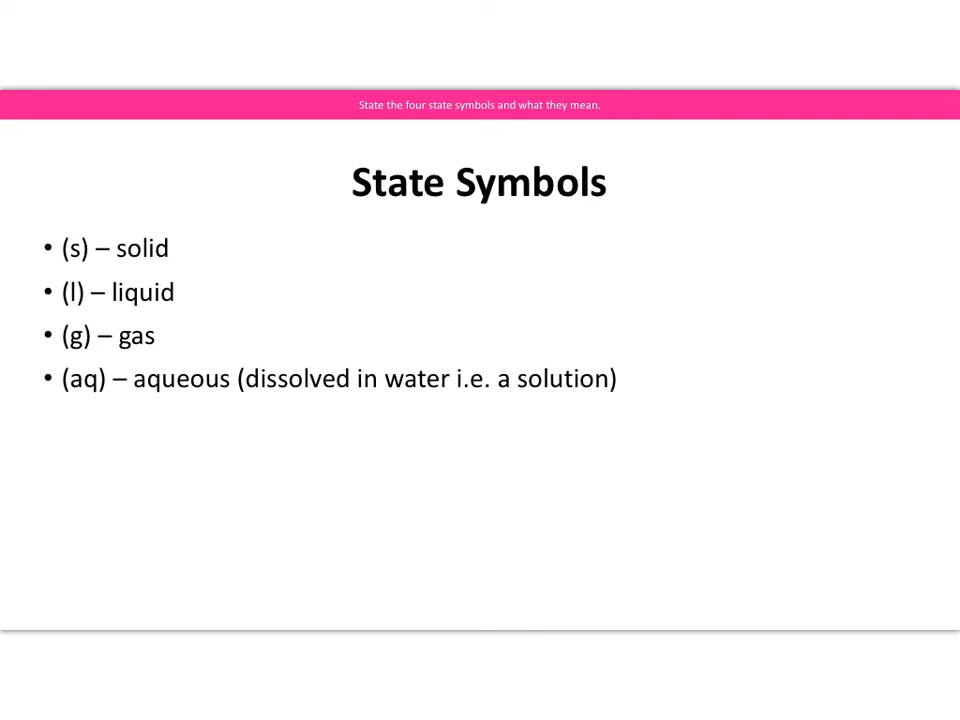 State the four state symbols and what they mean.
State Symbols
• (s) – solid
• (l) – liquid
• (g) – gas
• (aq) – aqueous (dissolved in water i.e. a solution)